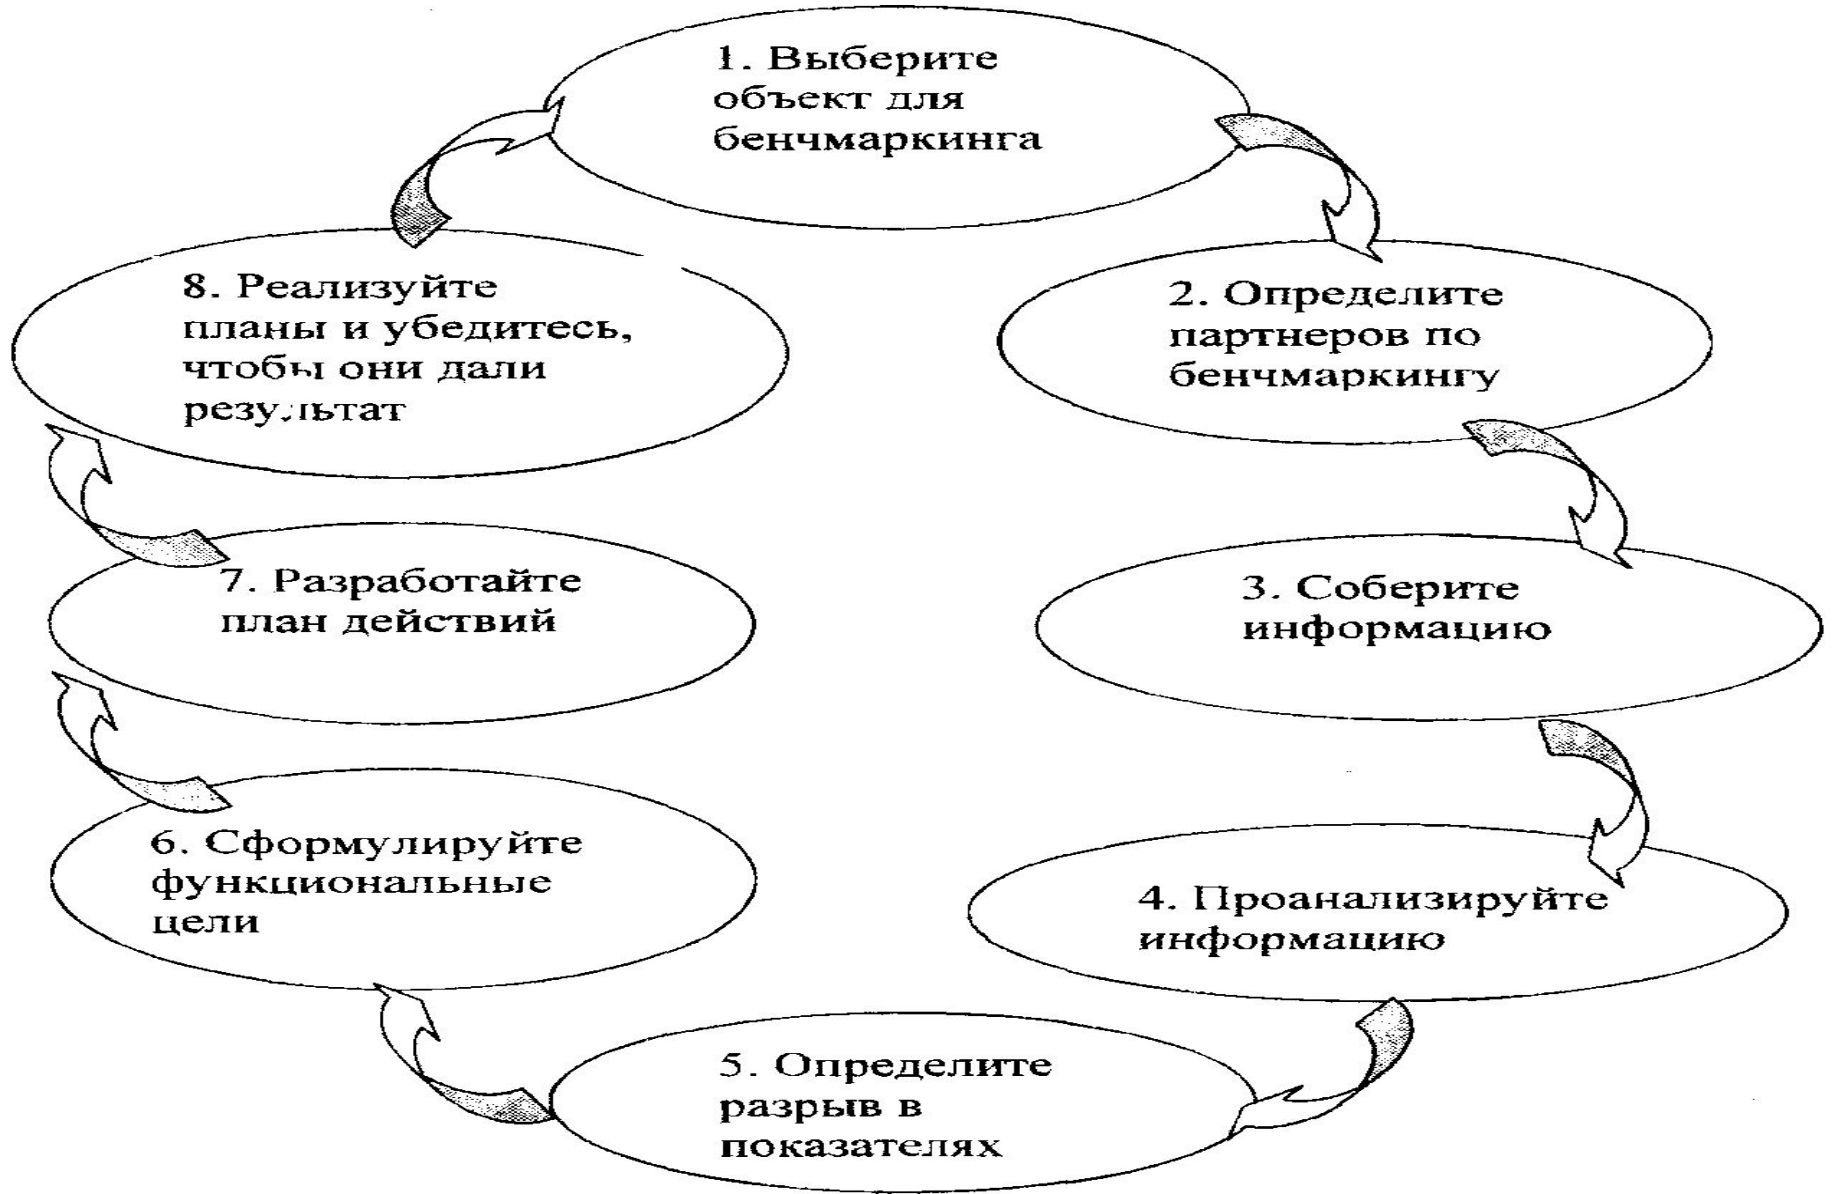 1. Выберите
объект для
бенчмаркинга
2. Определите
партнеров по
бенчмаркингу
3. Соберите
информацию
4. Проанализируйте
информацию
5. Определите
разрыв в
показателях
6. Сформулируйте
функциональные
цели
7. Разработайте
план действий
8. Реализуйте
планы и убедитесь,
чтобы они дали
результат